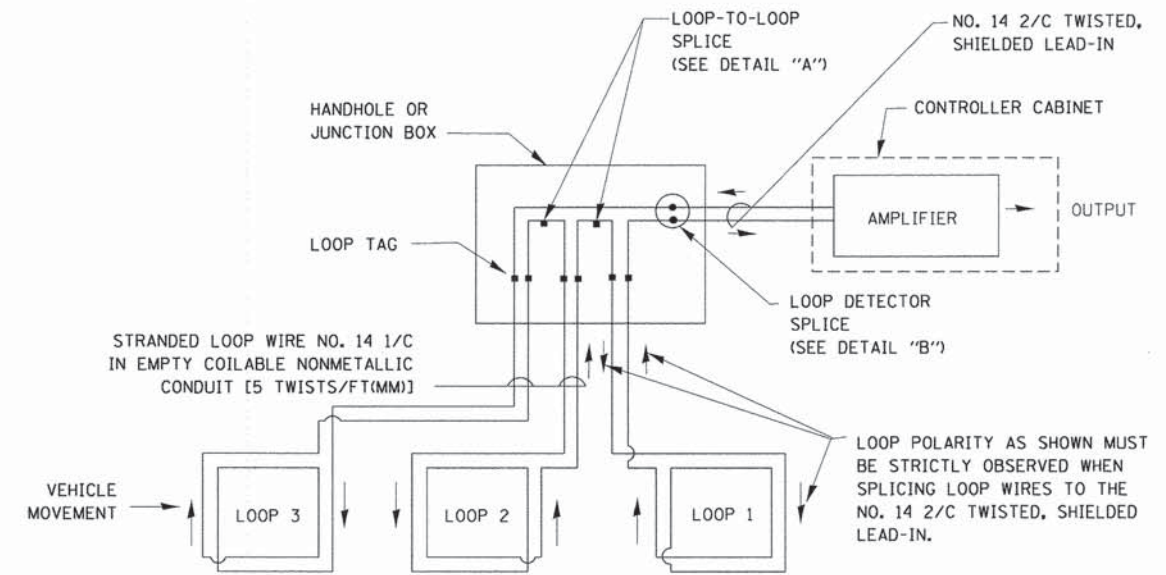 LOOP-TO-LOOP
SPLICE
(SEE DETAIL "A")
NO. 14 2/C TWISTED,
SHIELDED LEAD-IN
HANDHOLE OR
JUNCTION BOX
CONTROLLER CABINET
AMPLIFIER
OUTPUT
LOOP TAG
LOOP DETECTOR
SPLICE
(SEE DETAIL "B")
STRANDED LOOP WIRE NO. 14 1/C
IN EMPTY COILABLE NONMETALLIC
CONDUIT [5 TWISTS/FT(MM)]
LOOP POLARITY AS SHOWN MUST
BE STRICTLY OBSERVED WHEN
SPLICING LOOP WIRES TO THE
NO. 14 2/C TWISTED, SHIELDED
LEAD-IN.
VEHICLE
MOVEMENT
LOOP 3
LOOP 2
LOOP 1